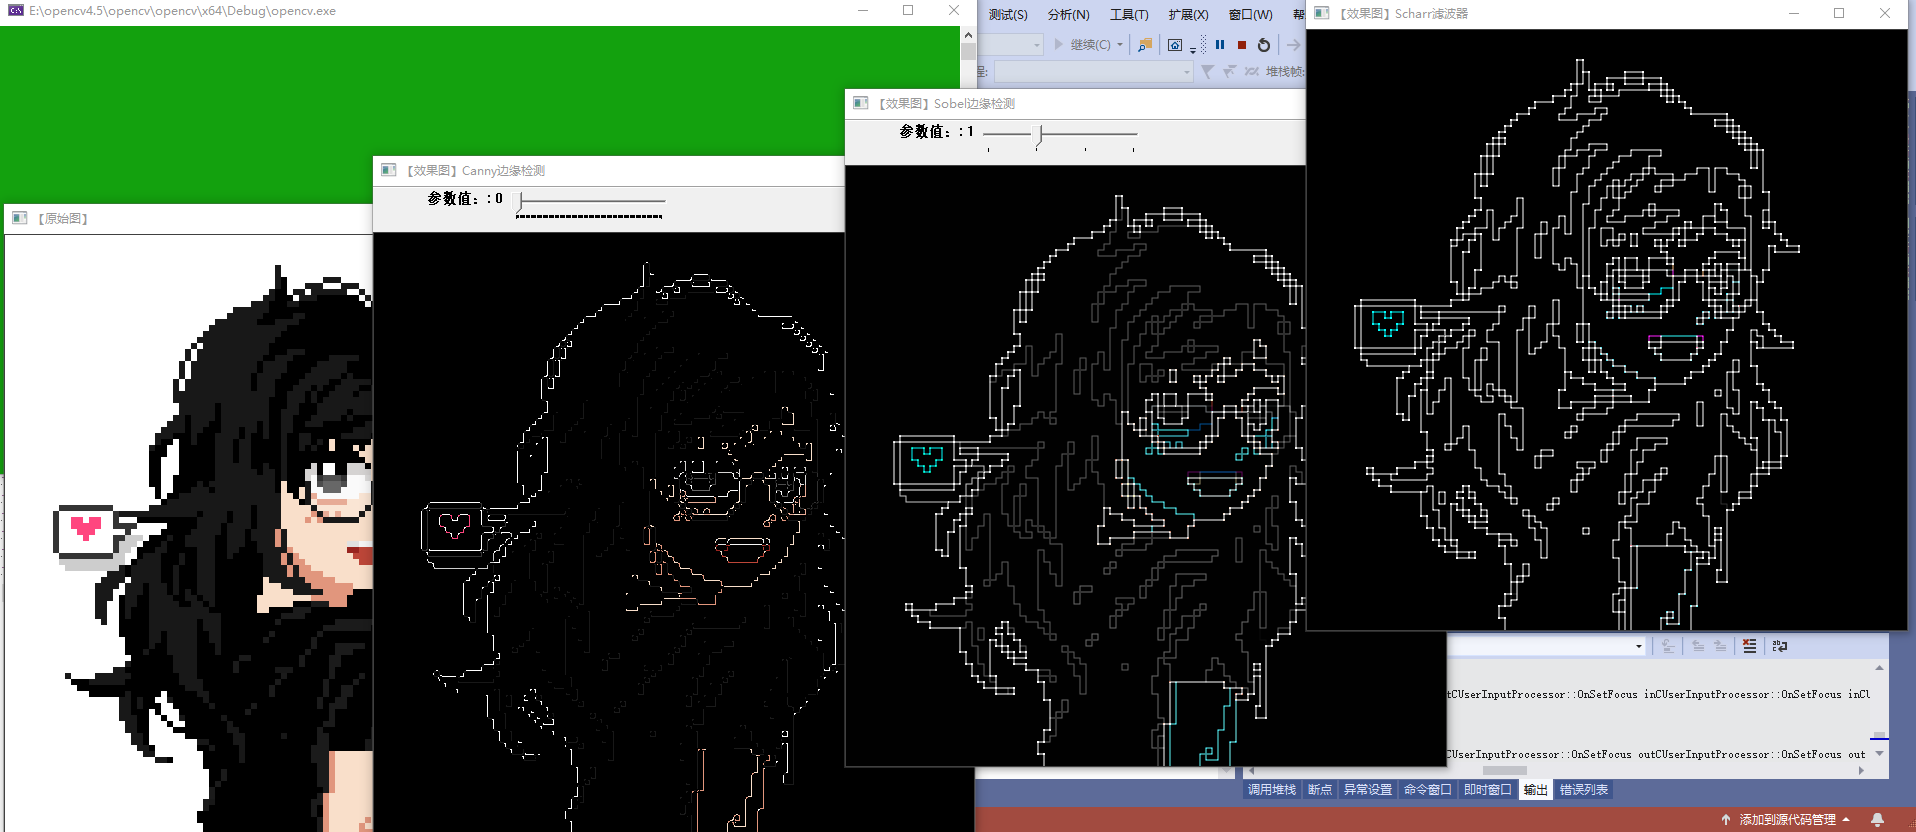 E:\opencv4.5\opencv\opencv\x64\Debug\opencv.exe
测试(S) 分析(N) 工具(T) 扩展(X) 窗口(W) 帮
继续(C)
程: 堆栈帧:
【效果图】Scharr滤波器
【效果图】Sobel边缘检测
参数值：: 1
【效果图】Canny边缘检测
参数值：: 0
【原始图】
tCUserInputProcessor::OnSetFocus inCUserInputProcessor::OnSetFocus inCU
CUserInputProcessor::OnSetFocus outCUserInputProcessor::OnSetFocus out
调用堆栈 断点 异常设置 命令窗口 即时窗口 输出 错误列表
添加到源代码管理